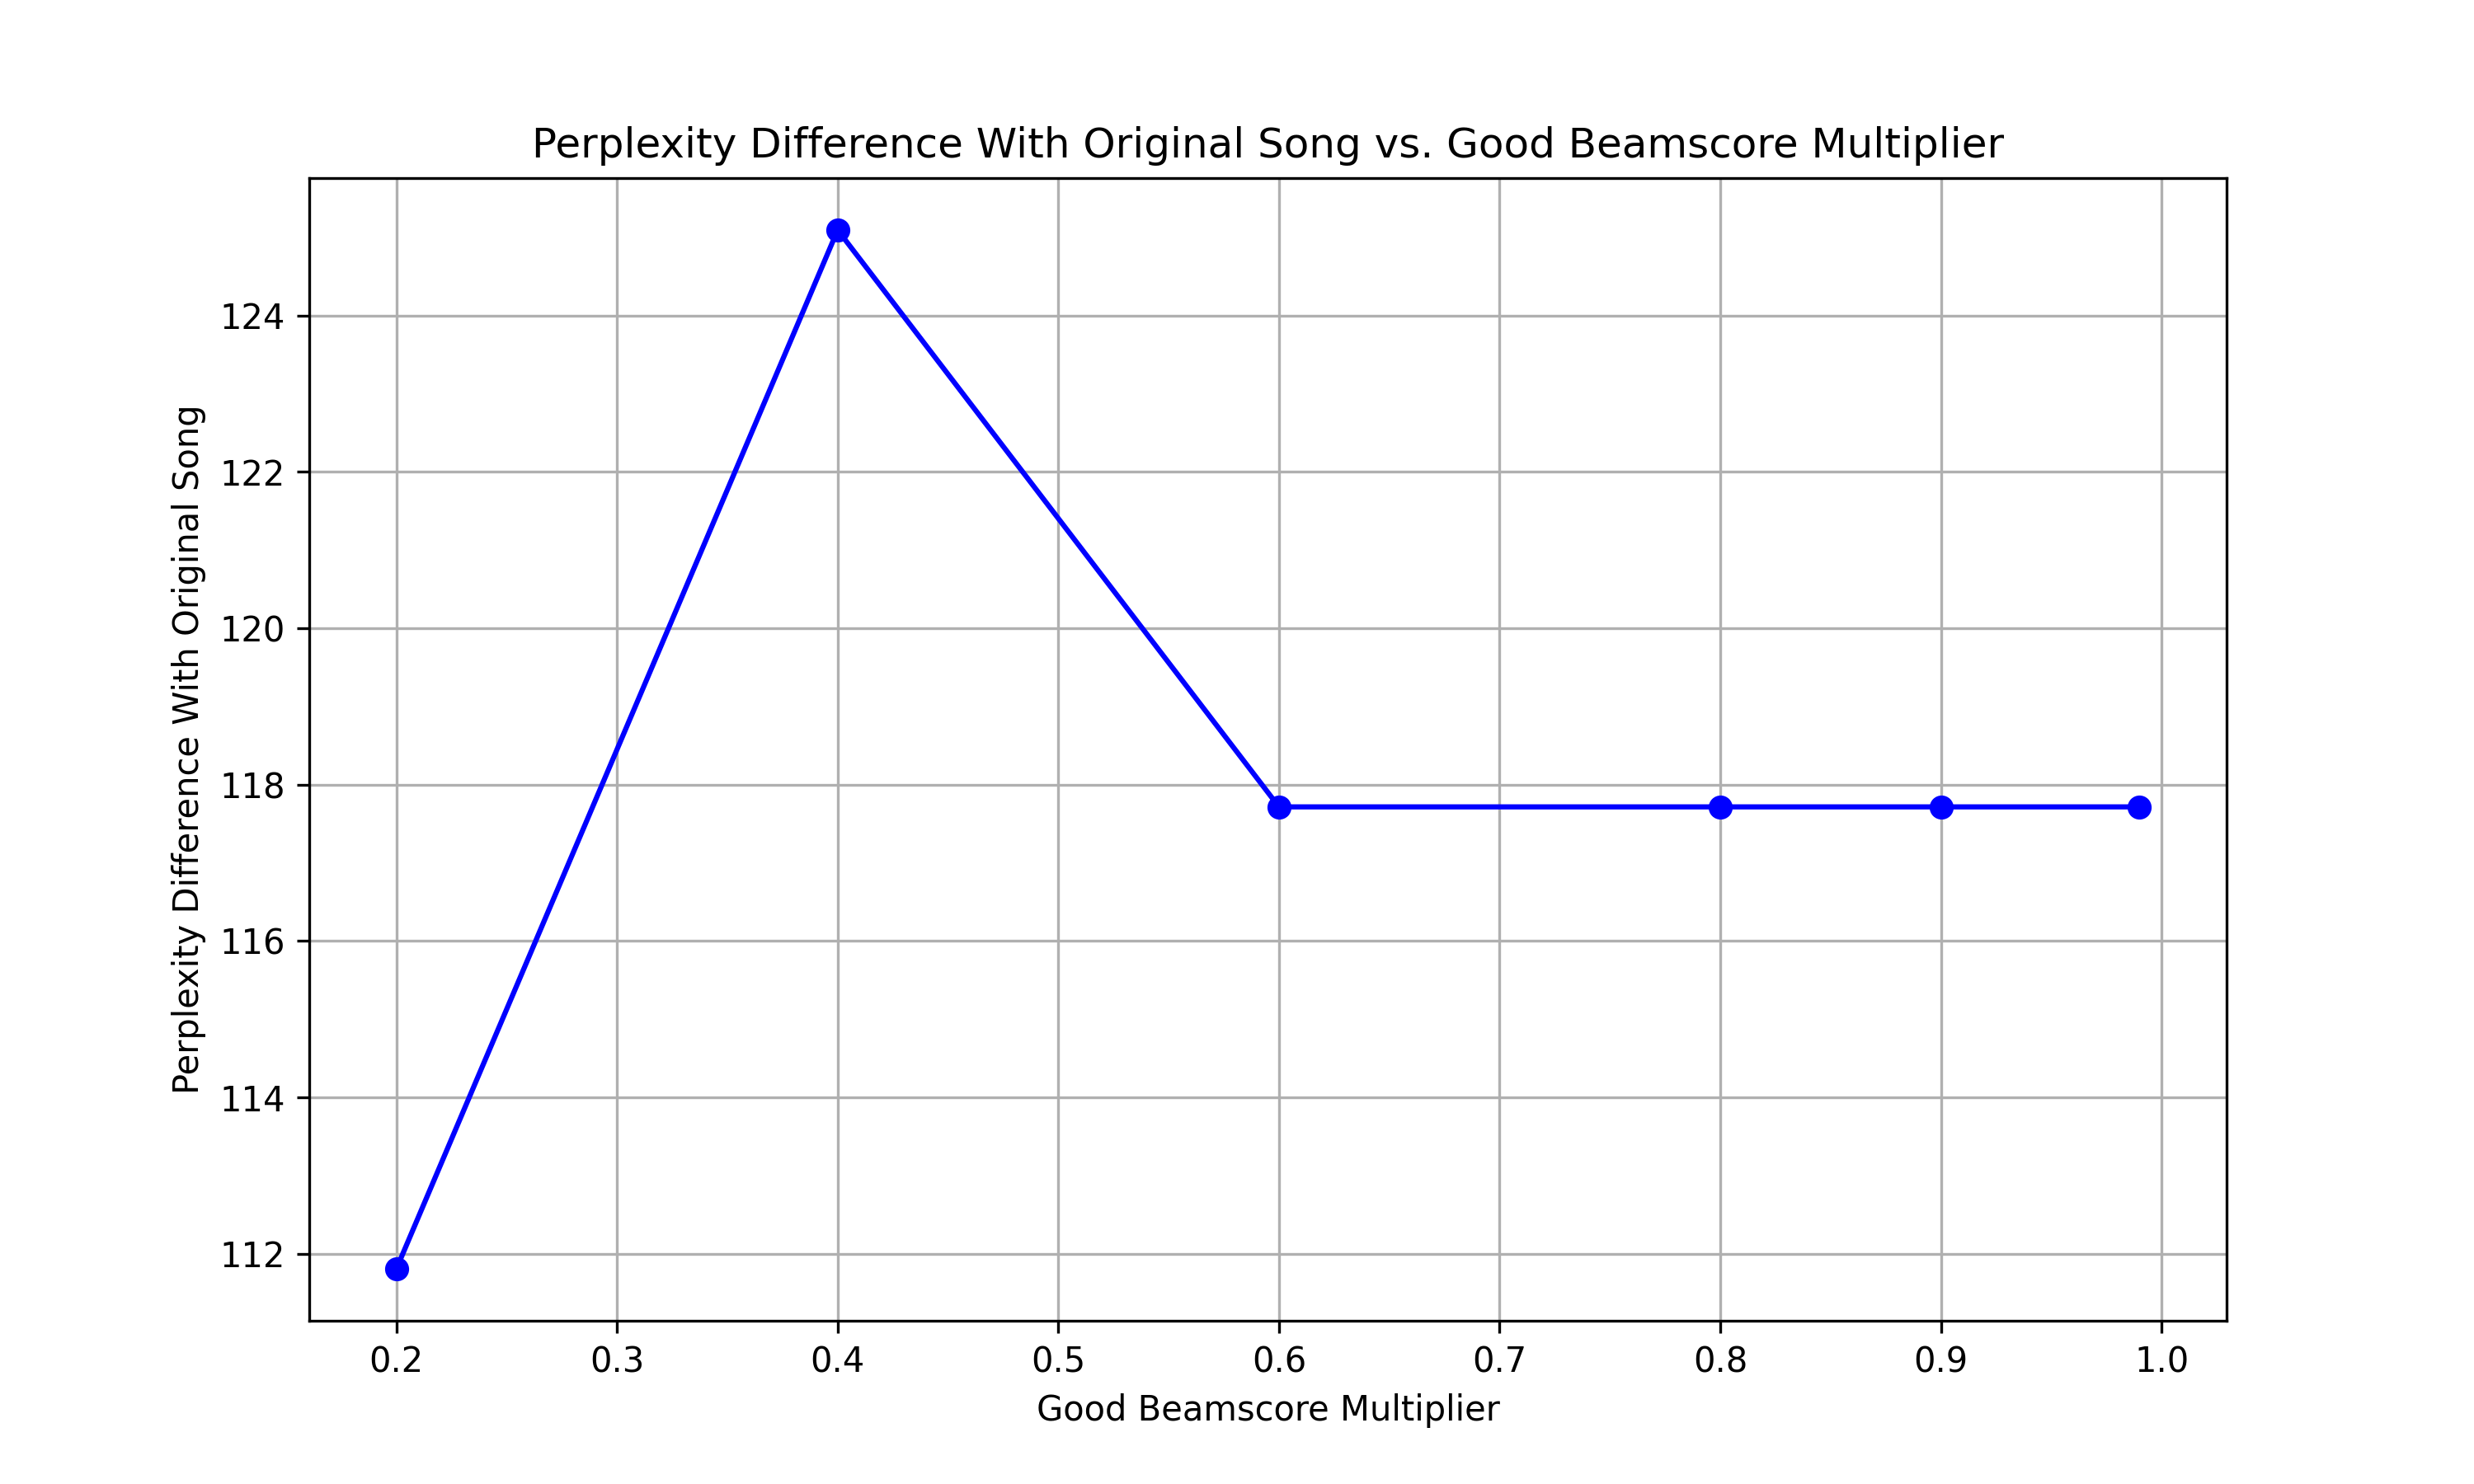 Perplexity Difference With Original Song vs. Good Beamscore Multiplier
Perplexity Difference With Original Song
124
122
120
118
116
114
112
0.2 0.3 0.4 0.5 0.6 0.7 0.8 0.9 1.0
Good Beamscore Multiplier